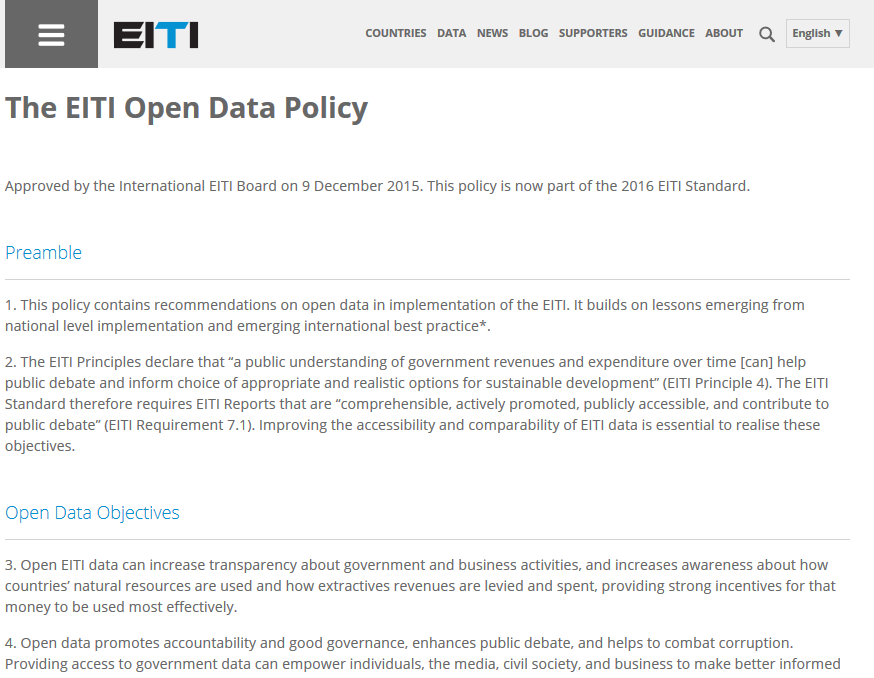 EITI
COUNTRIES DATA NEWS BLOG SUPPORTERS GUIDANCE ABOUT English ▼
The EITI Open Data Policy
Approved by the International EITI Board on 9 December 2015. This policy is now part of the 2016 EITI Standard.
Preamble
1. This policy contains recommendations on open data in implementation of the EITI. It builds on lessons emerging from
national level implementation and emerging international best practice*.
2. The EITI Principles declare that “a public understanding of government revenues and expenditure over time [can] help
public debate and inform choice of appropriate and realistic options for sustainable development” (EITI Principle 4). The EITI
Standard therefore requires EITI Reports that are “comprehensible, actively promoted, publicly accessible, and contribute to
public debate” (EITI Requirement 7.1). Improving the accessibility and comparability of EITI data is essential to realise these
objectives.
Open Data Objectives
3. Open EITI data can increase transparency about government and business activities, and increases awareness about how
countries’ natural resources are used and how extractives revenues are levied and spent, providing strong incentives for that
money to be used most effectively.
4. Open data promotes accountability and good governance, enhances public debate, and helps to combat corruption.
Providing access to government data can empower individuals, the media, civil society, and business to make better informed